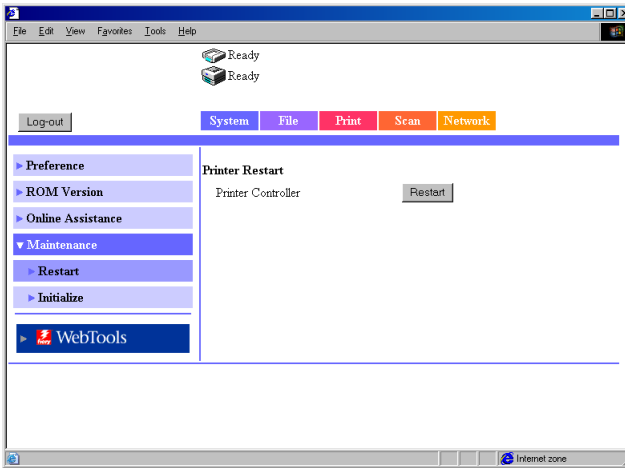 File Edit View Favorites Tools Help
Ready
Ready
Log-out
System File Print Scan Network
Preference
Printer Restart
ROM Version
Printer Controller Restart
Online Assistance
Maintenance
Restart
Initialize
fiery WebTools
Internet zone